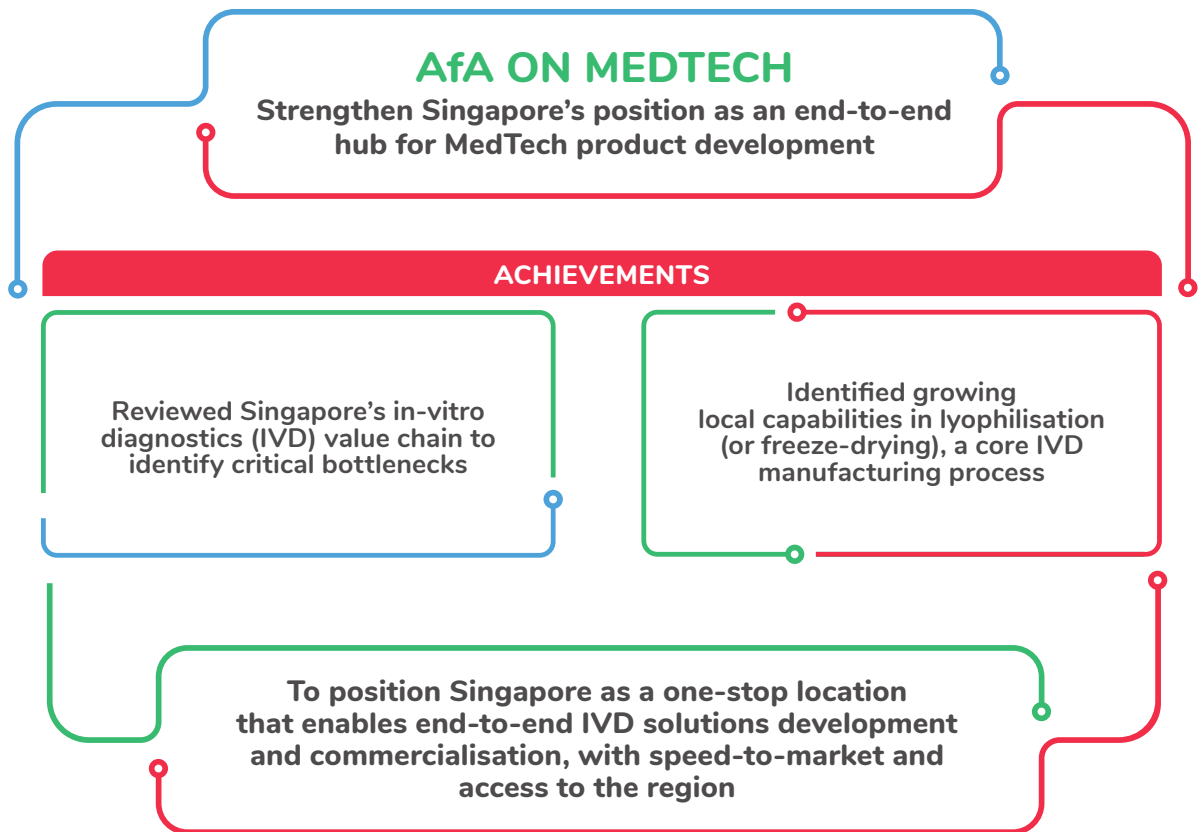 AfA ON MEDTECH
Strengthen Singapore’s position as an end-to-end
hub for MedTech product development
ACHIEVEMENTS
Reviewed Singapore’s in-vitro
diagnostics (IVD) value chain to
identify critical bottlenecks
Identified growing
local capabilities in lyophilisation
(or freeze-drying), a core IVD
manufacturing process
To position Singapore as a one-stop location
that enables end-to-end IVD solutions development
and commercialisation, with speed-to-market and
access to the region